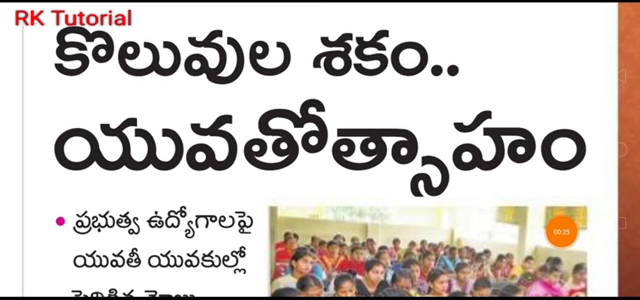 RK Tutorial
కొలువుల శకం..
యువతోత్సాహం
• ప్రభుత్వ ఉద్యోగాలపై
యువతీ యువకుల్లో
00:25